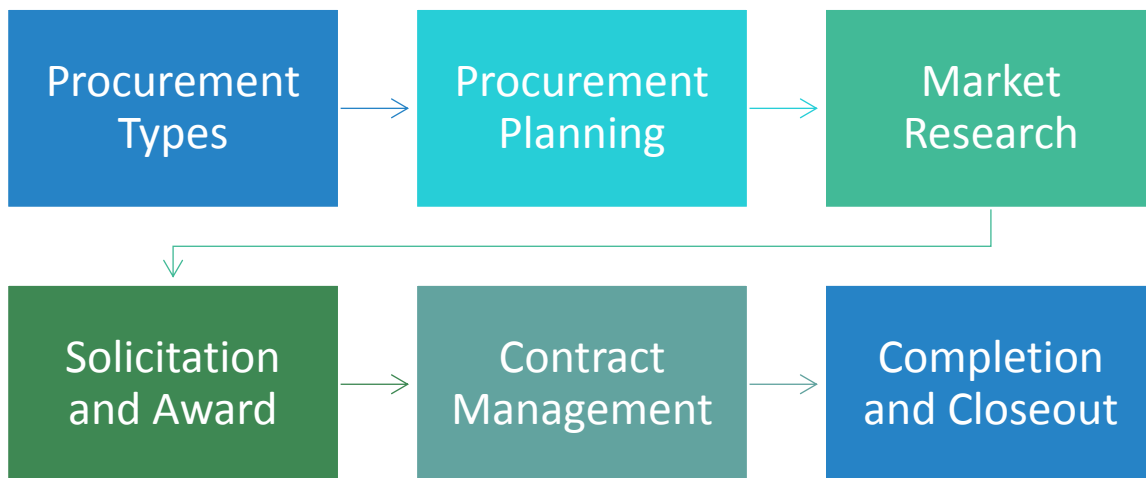 Procurement
Types
Procurement
Planning
Market
Research
Solicitation
and Award
Contract
Management
Completion
and Closeout